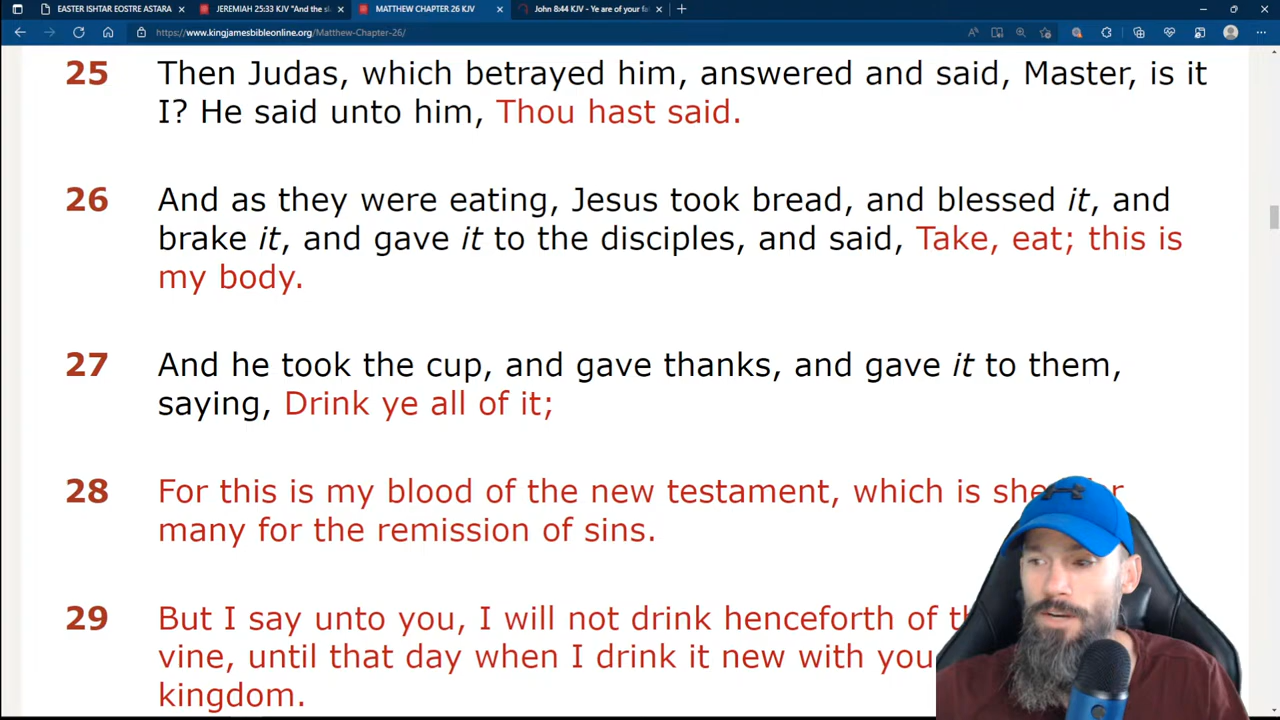 EASTER ISHTAR EOSTRE ASTARA
JEREMIAH 25:33 KJV "And the sl
MATTHEW CHAPTER 26 KJV
John 8:44 KJV - Ye are of your fa
https://www.kingjamesbibleonline.org/Matthew-Chapter-26/
25 Then Judas, which betrayed him, answered and said, Master, is it
I? He said unto him, Thou hast said.
26 And as they were eating, Jesus took bread, and blessed it, and
brake it, and gave it to the disciples, and said, Take, eat; this is
my body.
27 And he took the cup, and gave thanks, and gave it to them,
saying, Drink ye all of it;
28 For this is my blood of the new testament, which is
many for the remission of sins.
29 But I say unto you, I will not drink henceforth of
vine, until that day when I drink it new with you
kingdom.